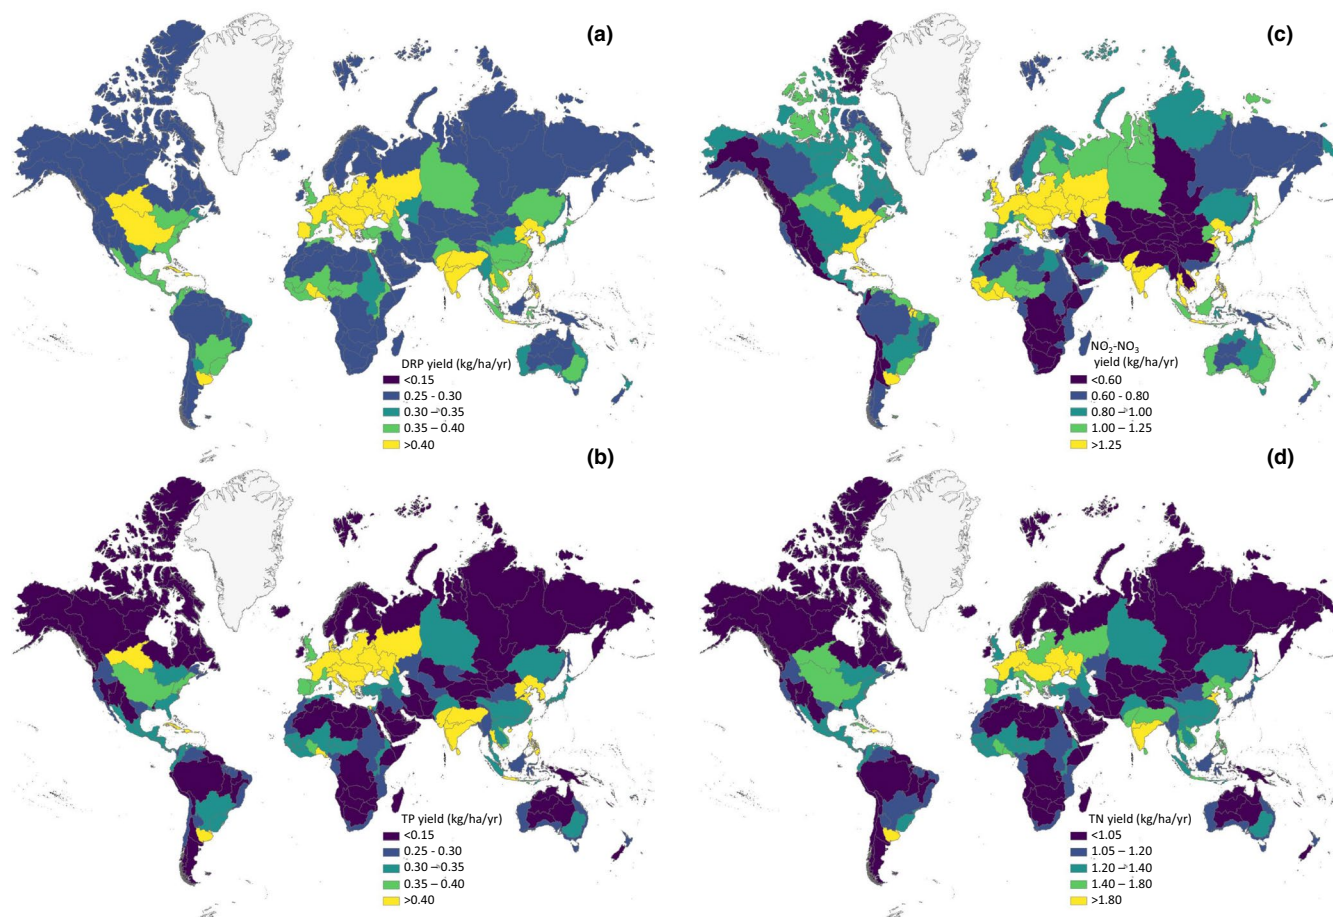 (a)
DRP yield (kg/ha/yr)
<0.15
0.25 - 0.30
0.30 – 0.35
0.35 – 0.40
>0.40
(c)
NO2-NO3
yield (kg/ha/yr)
<0.60
0.60 - 0.80
0.80 – 1.00
1.00 – 1.25
>1.25
(b)
TP yield (kg/ha/yr)
<0.15
0.25 - 0.30
0.30 – 0.35
0.35 – 0.40
>0.40
(d)
TN yield (kg/ha/yr)
<1.05
1.05 – 1.20
1.20 – 1.40
1.40 – 1.80
>1.80